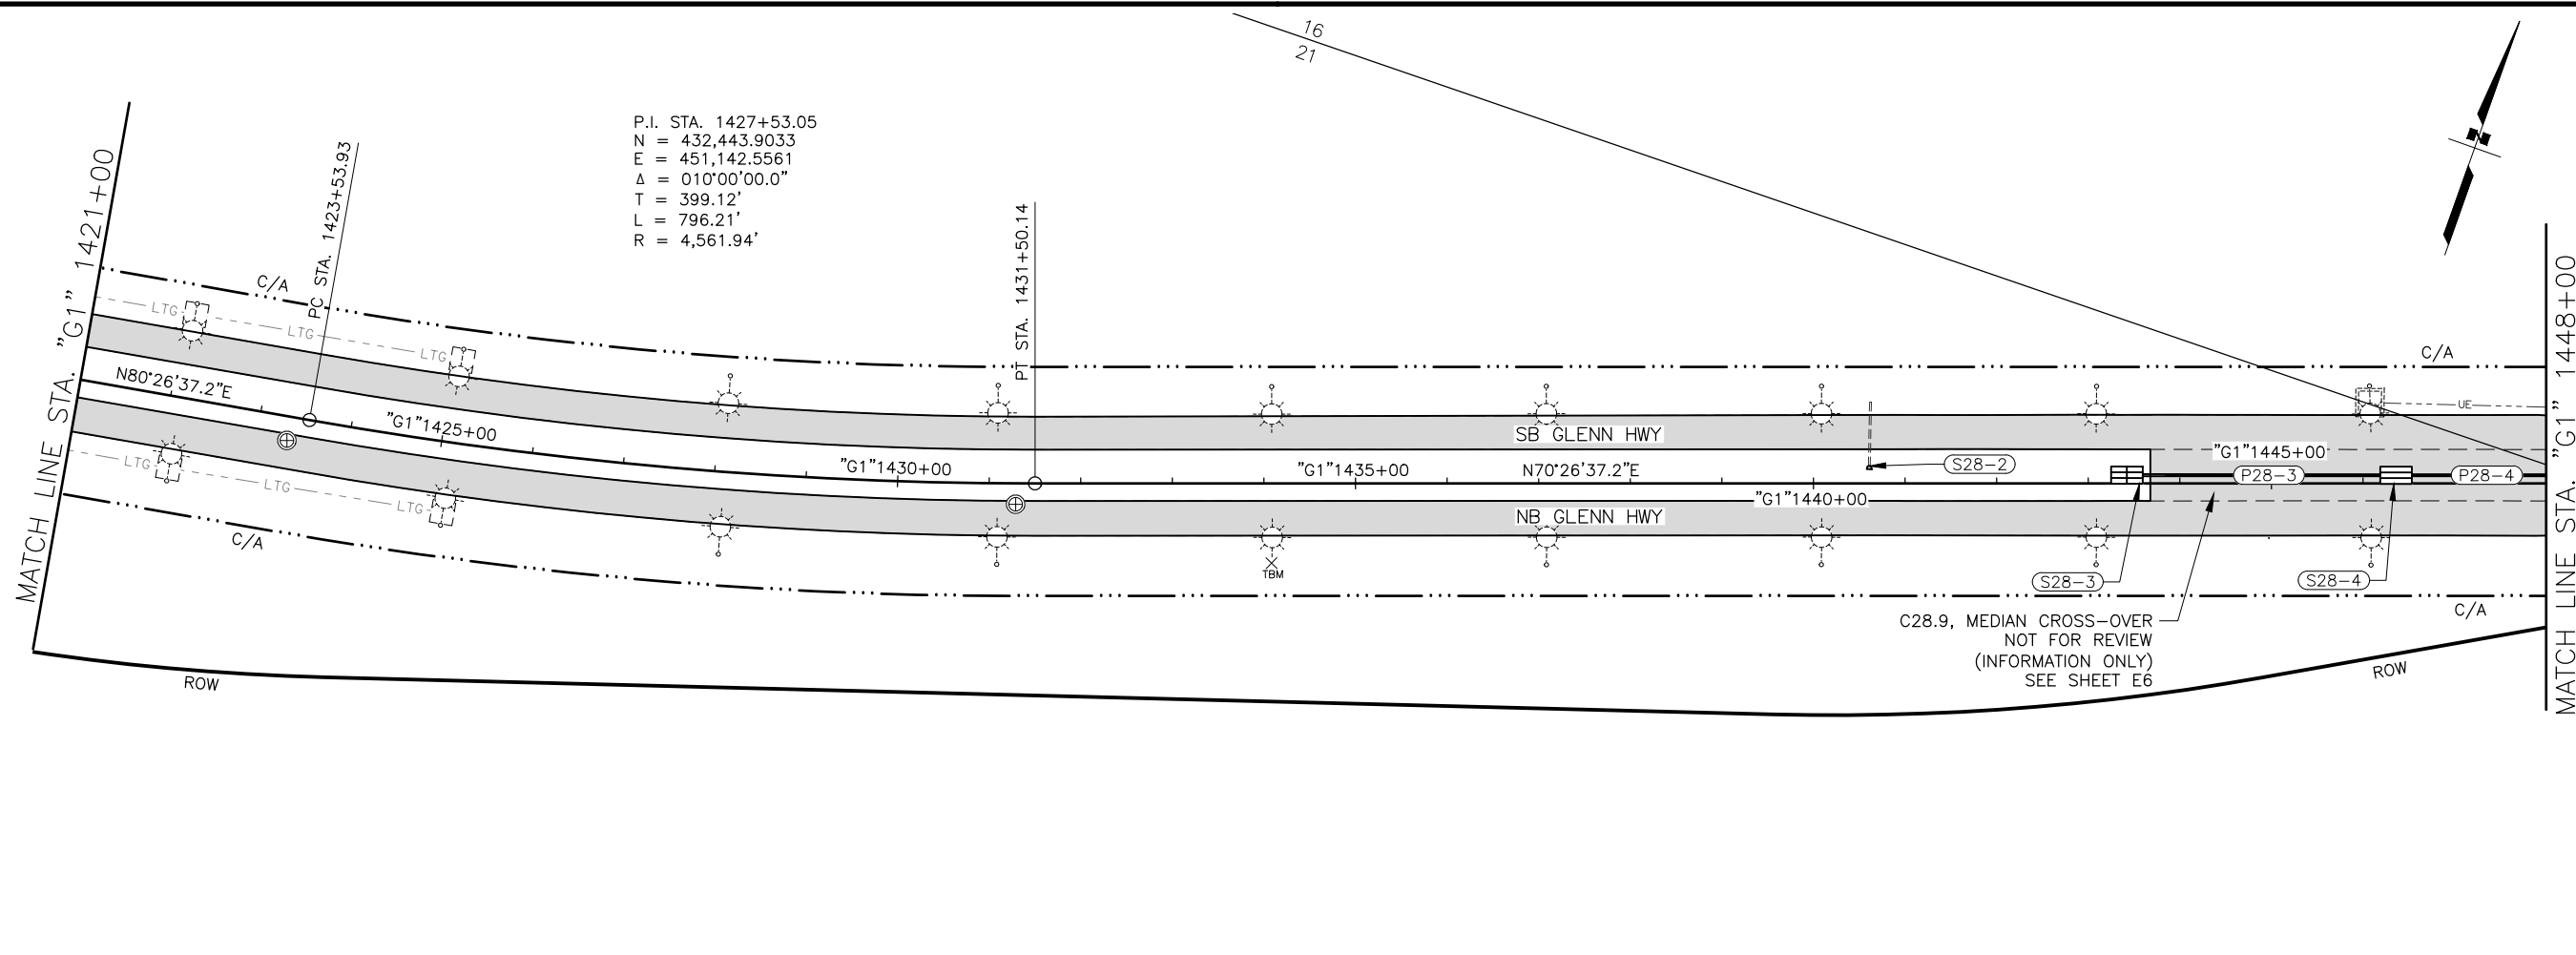 16
21
P.I. STA. 1427+53.05
N = 432,443.9033
E = 451,142.5561
Δ = 010°00'00.0"
T = 399.12'
L = 796.21'
R = 4,561.94'
N
MATCH LINE STA. "G1" 1421+00
PC STA. 1423+53.93
PT STA. 1431+50.14
C/A
LTG
LTG
LTG
N80°26'37.2"E
"G1"1425+00
"G1"1430+00
"G1"1435+00
N70°26'37.2"E
"G1"1440+00
"G1"1445+00
SB GLENN HWY
NB GLENN HWY
C/A
UE
S28-2
P28-3
P28-4
LTG
LTG
LTG
C/A
TBM
S28-3
S28-4
C/A
C28.9, MEDIAN CROSS-OVER
NOT FOR REVIEW
(INFORMATION ONLY)
SEE SHEET E6
ROW
ROW
MATCH LINE STA. "G1" 1448+00